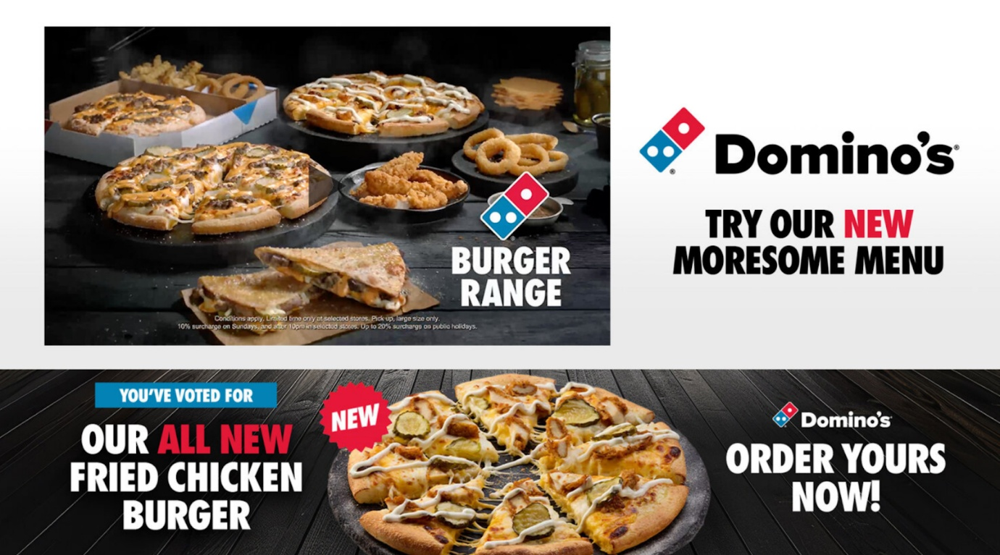 BURGER
RANGE
Conditions apply. Limited time only at selected stores. Pick up, large size only.
10% surcharge on Sundays, and after 10pm in selected stores. Up to 20% surcharge on public holidays.
Domino's®
TRY OUR NEW
MORESOME MENU
YOU'VE VOTED FOR
OUR ALL NEW
FRIED CHICKEN
BURGER
NEW
Domino's
ORDER YOURS
NOW!